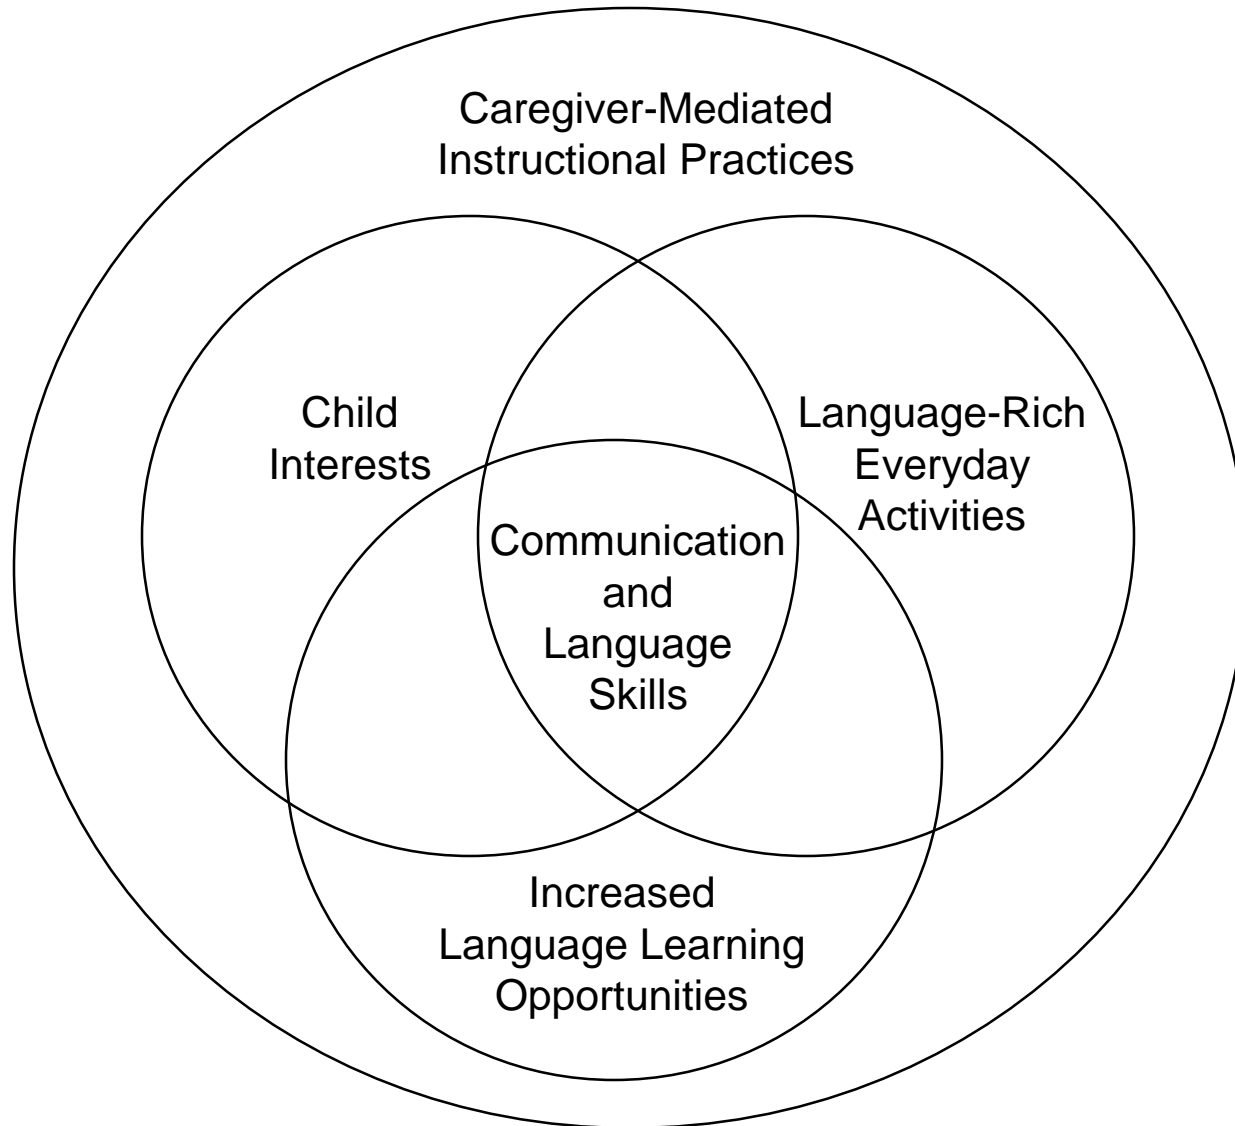 Caregiver-Mediated
Instructional Practices
Child
Interests
Language-Rich
Everyday
Activities
Communication
and
Language
Skills
Increased
Language Learning
Opportunities